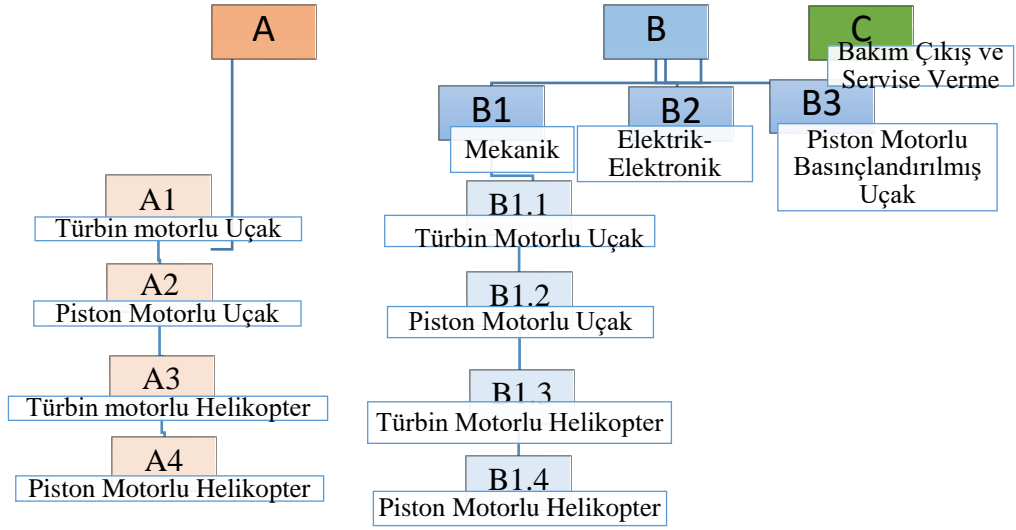 A
A1
Türbin motorlu Uçak
A2
Piston Motorlu Uçak
A3
Türbin motorlu Helikopter
A4
Piston Motorlu Helikopter
B
B1
Mekanik
B1.1
Türbin Motorlu Uçak
B1.2
Piston Motorlu Uçak
B1.3
Türbin Motorlu Helikopter
B1.4
Piston Motorlu Helikopter
B2
Elektrik-
Elektronik
B3
Piston Motorlu
Basınçlandırılmış
Uçak
C
Bakım Çıkış ve
Servise Verme